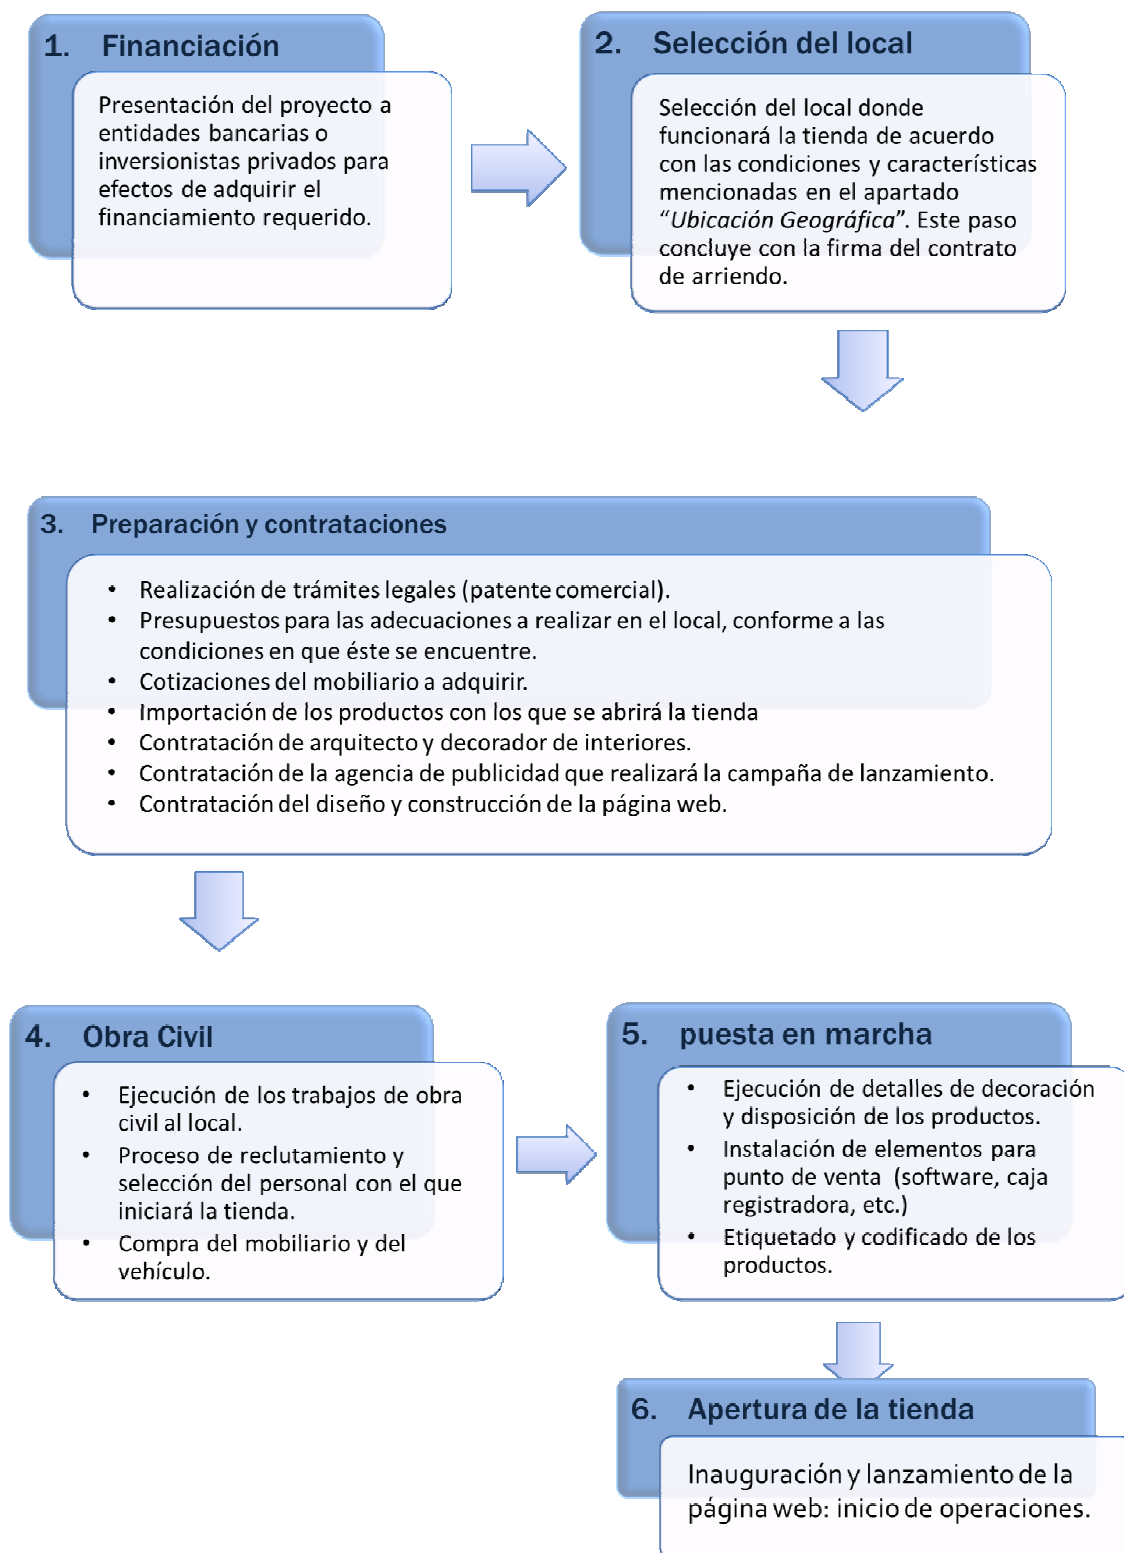 1. Financiación
Presentación del proyecto a
entidades bancarias o
inversionistas privados para
efectos de adquirir el
financiamiento requerido.
2. Selección del local
Selección del local donde
funcionará la tienda de acuerdo
con las condiciones y características
mencionadas en el apartado
“Ubicación Geográfica”. Este paso
concluye con la firma del contrato
de arriendo.
3. Preparación y contrataciones
• Realización de trámites legales (patente comercial).
• Presupuestos para las adecuaciones a realizar en el local, conforme a las
condiciones en que éste se encuentre.
• Cotizaciones del mobiliario a adquirir.
• Importación de los productos con los que se abrirá la tienda
• Contratación de arquitecto y decorador de interiores.
• Contratación de la agencia de publicidad que realizará la campaña de lanzamiento.
• Contratación del diseño y construcción de la página web.
4. Obra Civil
• Ejecución de los trabajos de obra
civil al local.
• Proceso de reclutamiento y
selección del personal con el que
iniciará la tienda.
• Compra del mobiliario y del
vehículo.
5. puesta en marcha
• Ejecución de detalles de decoración
y disposición de los productos.
• Instalación de elementos para
punto de venta (software, caja
registradora, etc.)
• Etiquetado y codificado de los
productos.
6. Apertura de la tienda
Inauguración y lanzamiento de la
página web: inicio de operaciones.